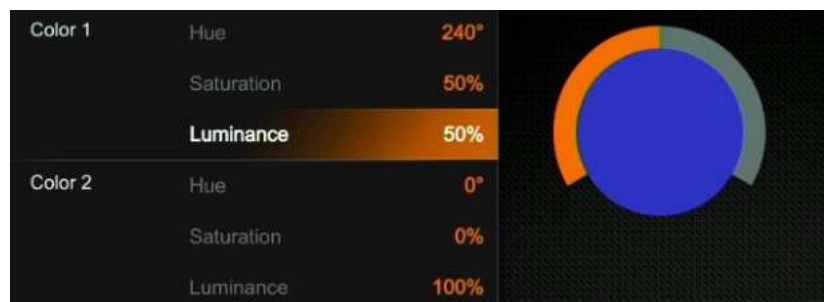 Color 1 Hue 240°
Saturation 50%
Luminance 50%
Color 2 Hue 0°
Saturation 0%
Luminance 100%